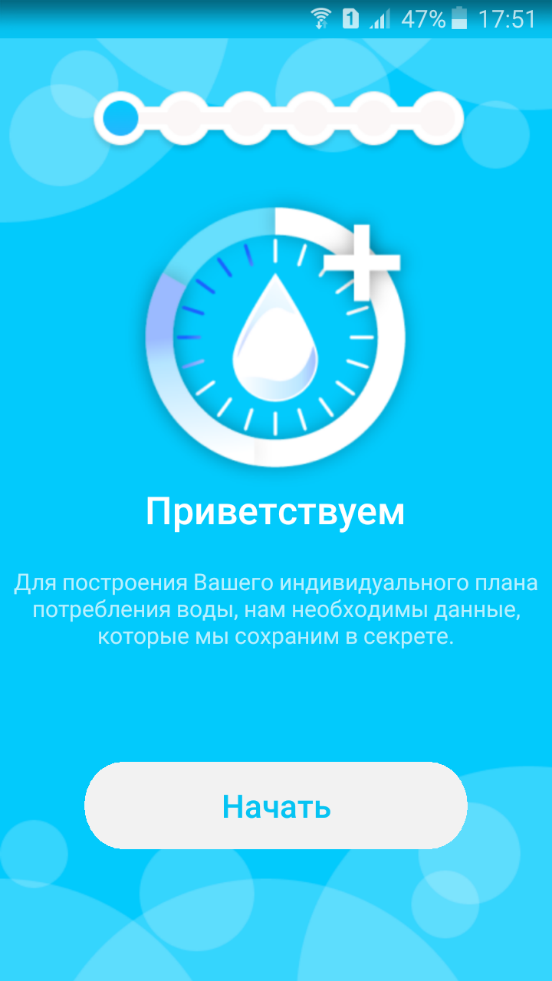 1 47% 17:51
Приветствуем
Для построения Вашего индивидуального плана
потребления воды, нам необходимы данные,
которые мы сохраним в секрете.
Начать